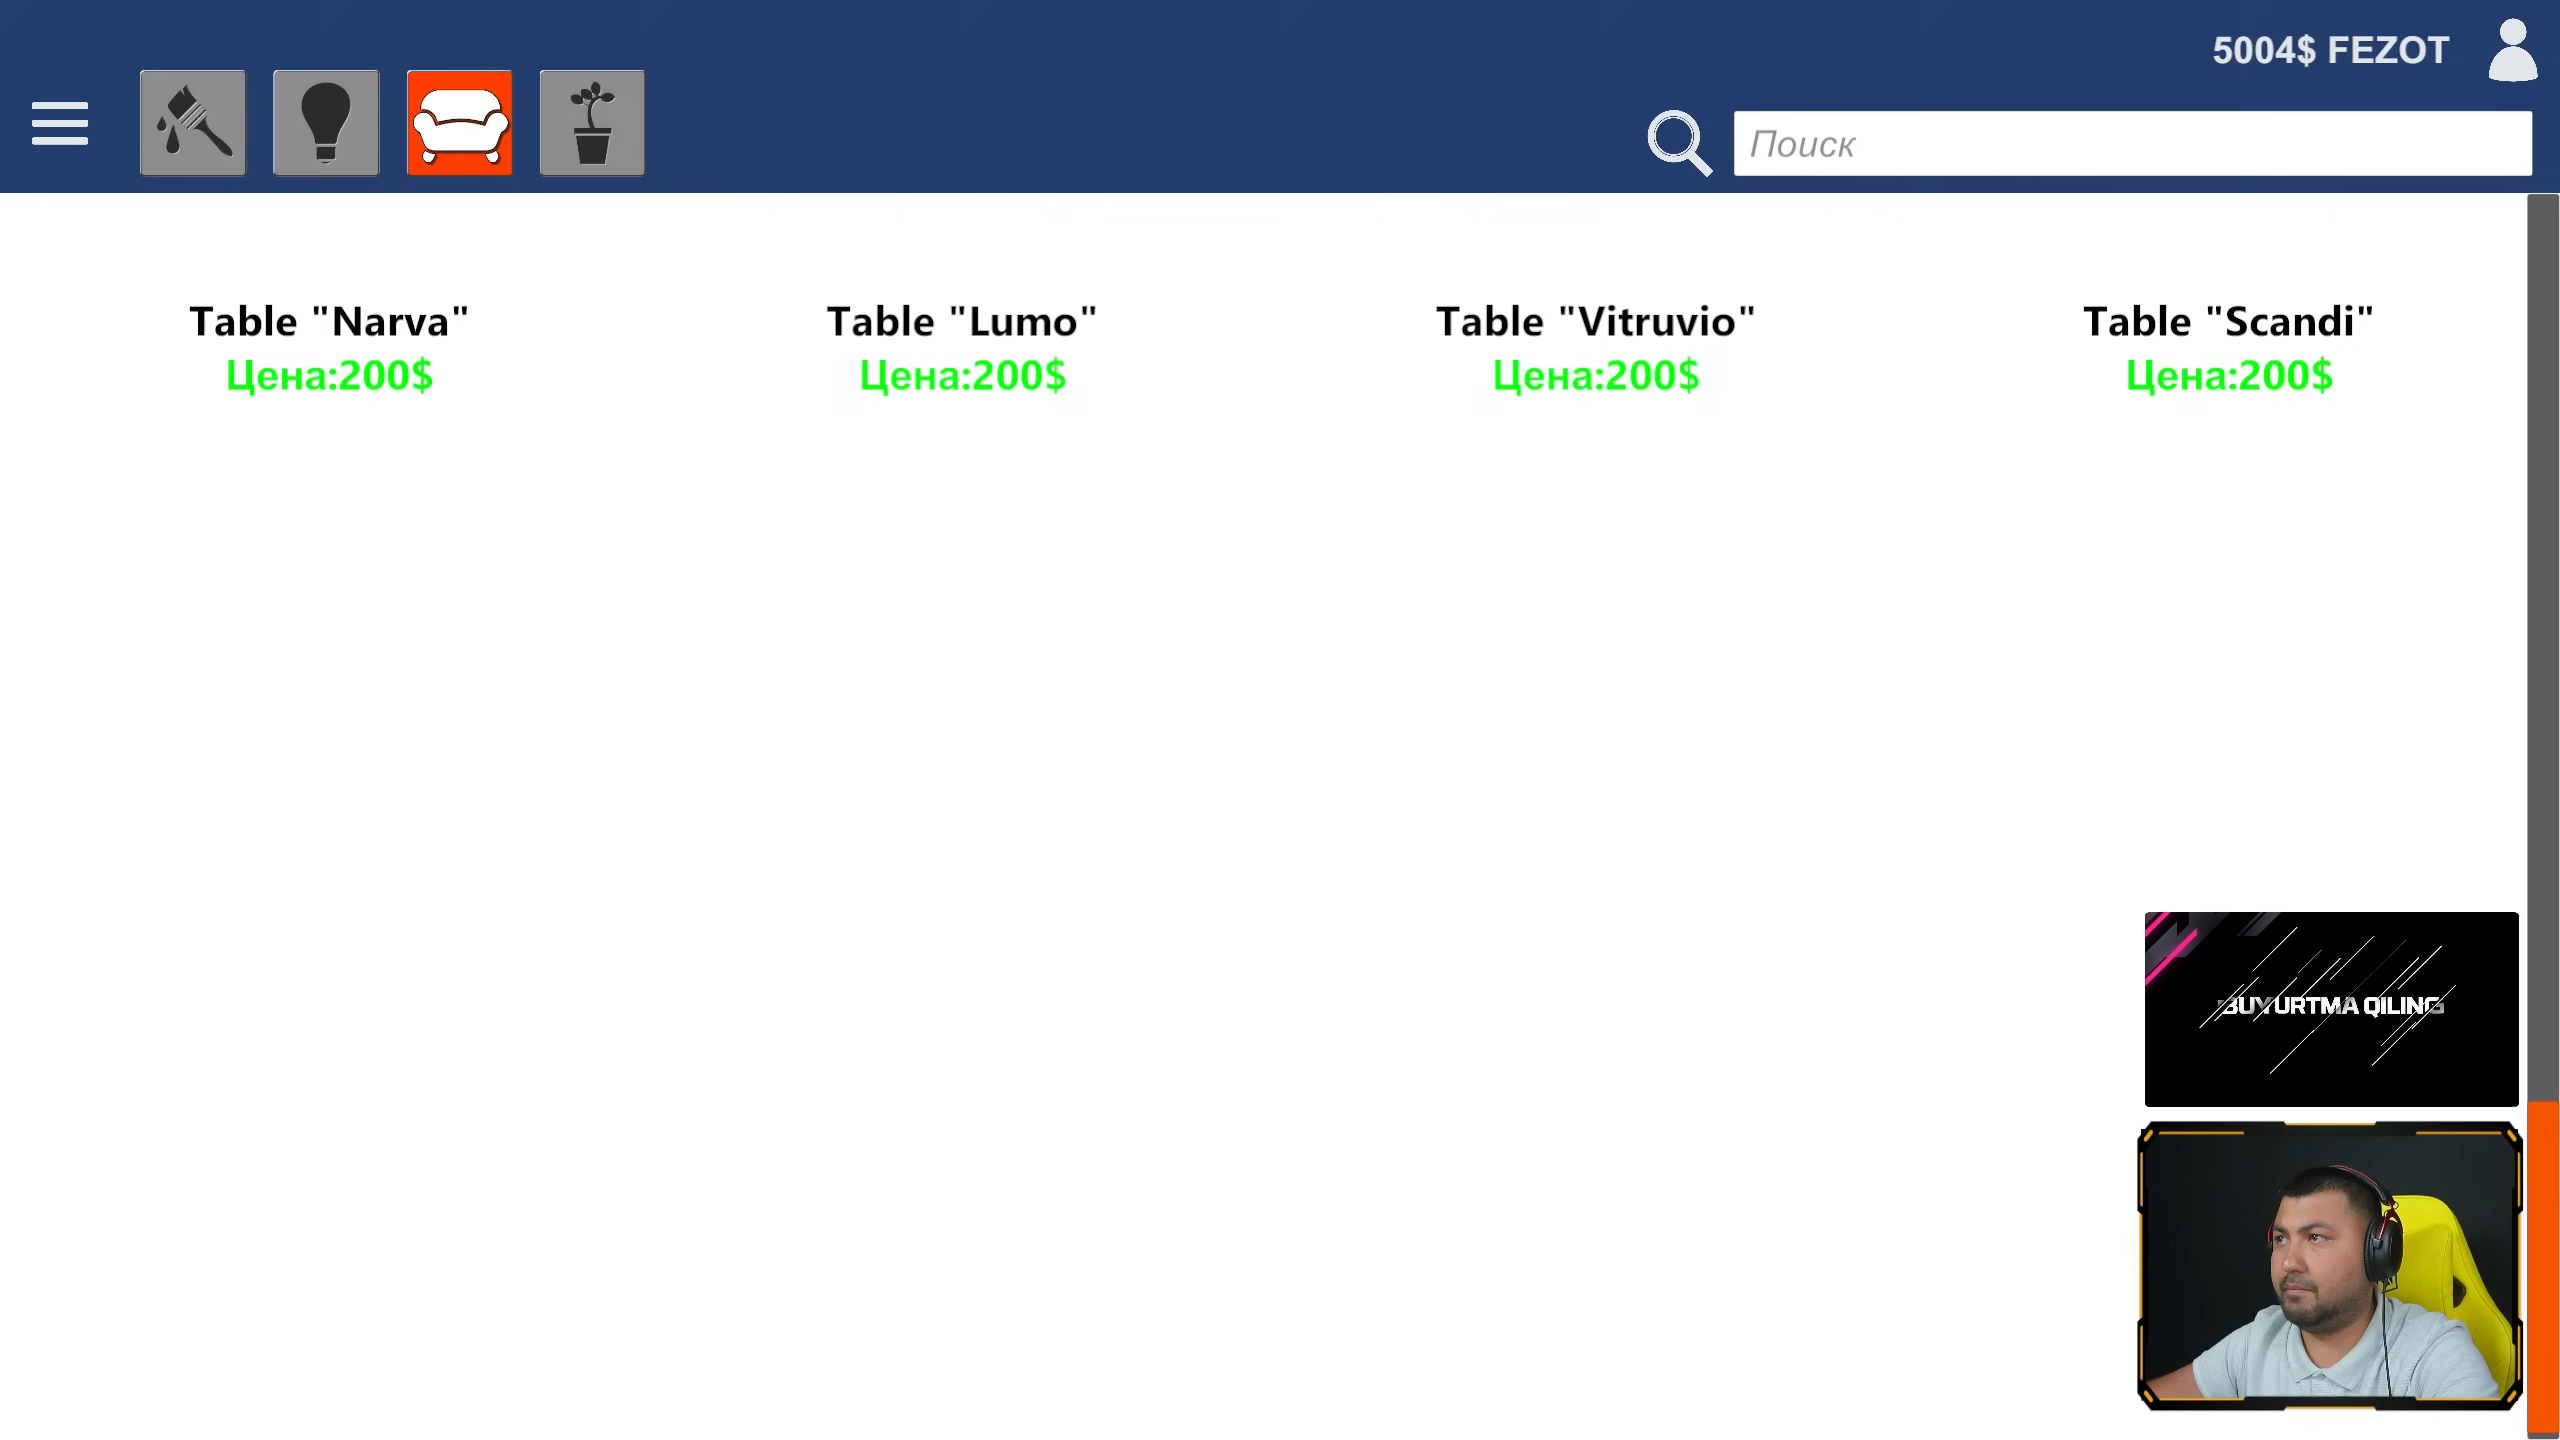 5004$ FEZOT
Поиск
Table "Narva"
Цена:200$
Table "Lumo"
Цена:200$
Table "Vitruvio"
Цена:200$
Table "Scandi"
Цена:200$
BUYURTMA QILING